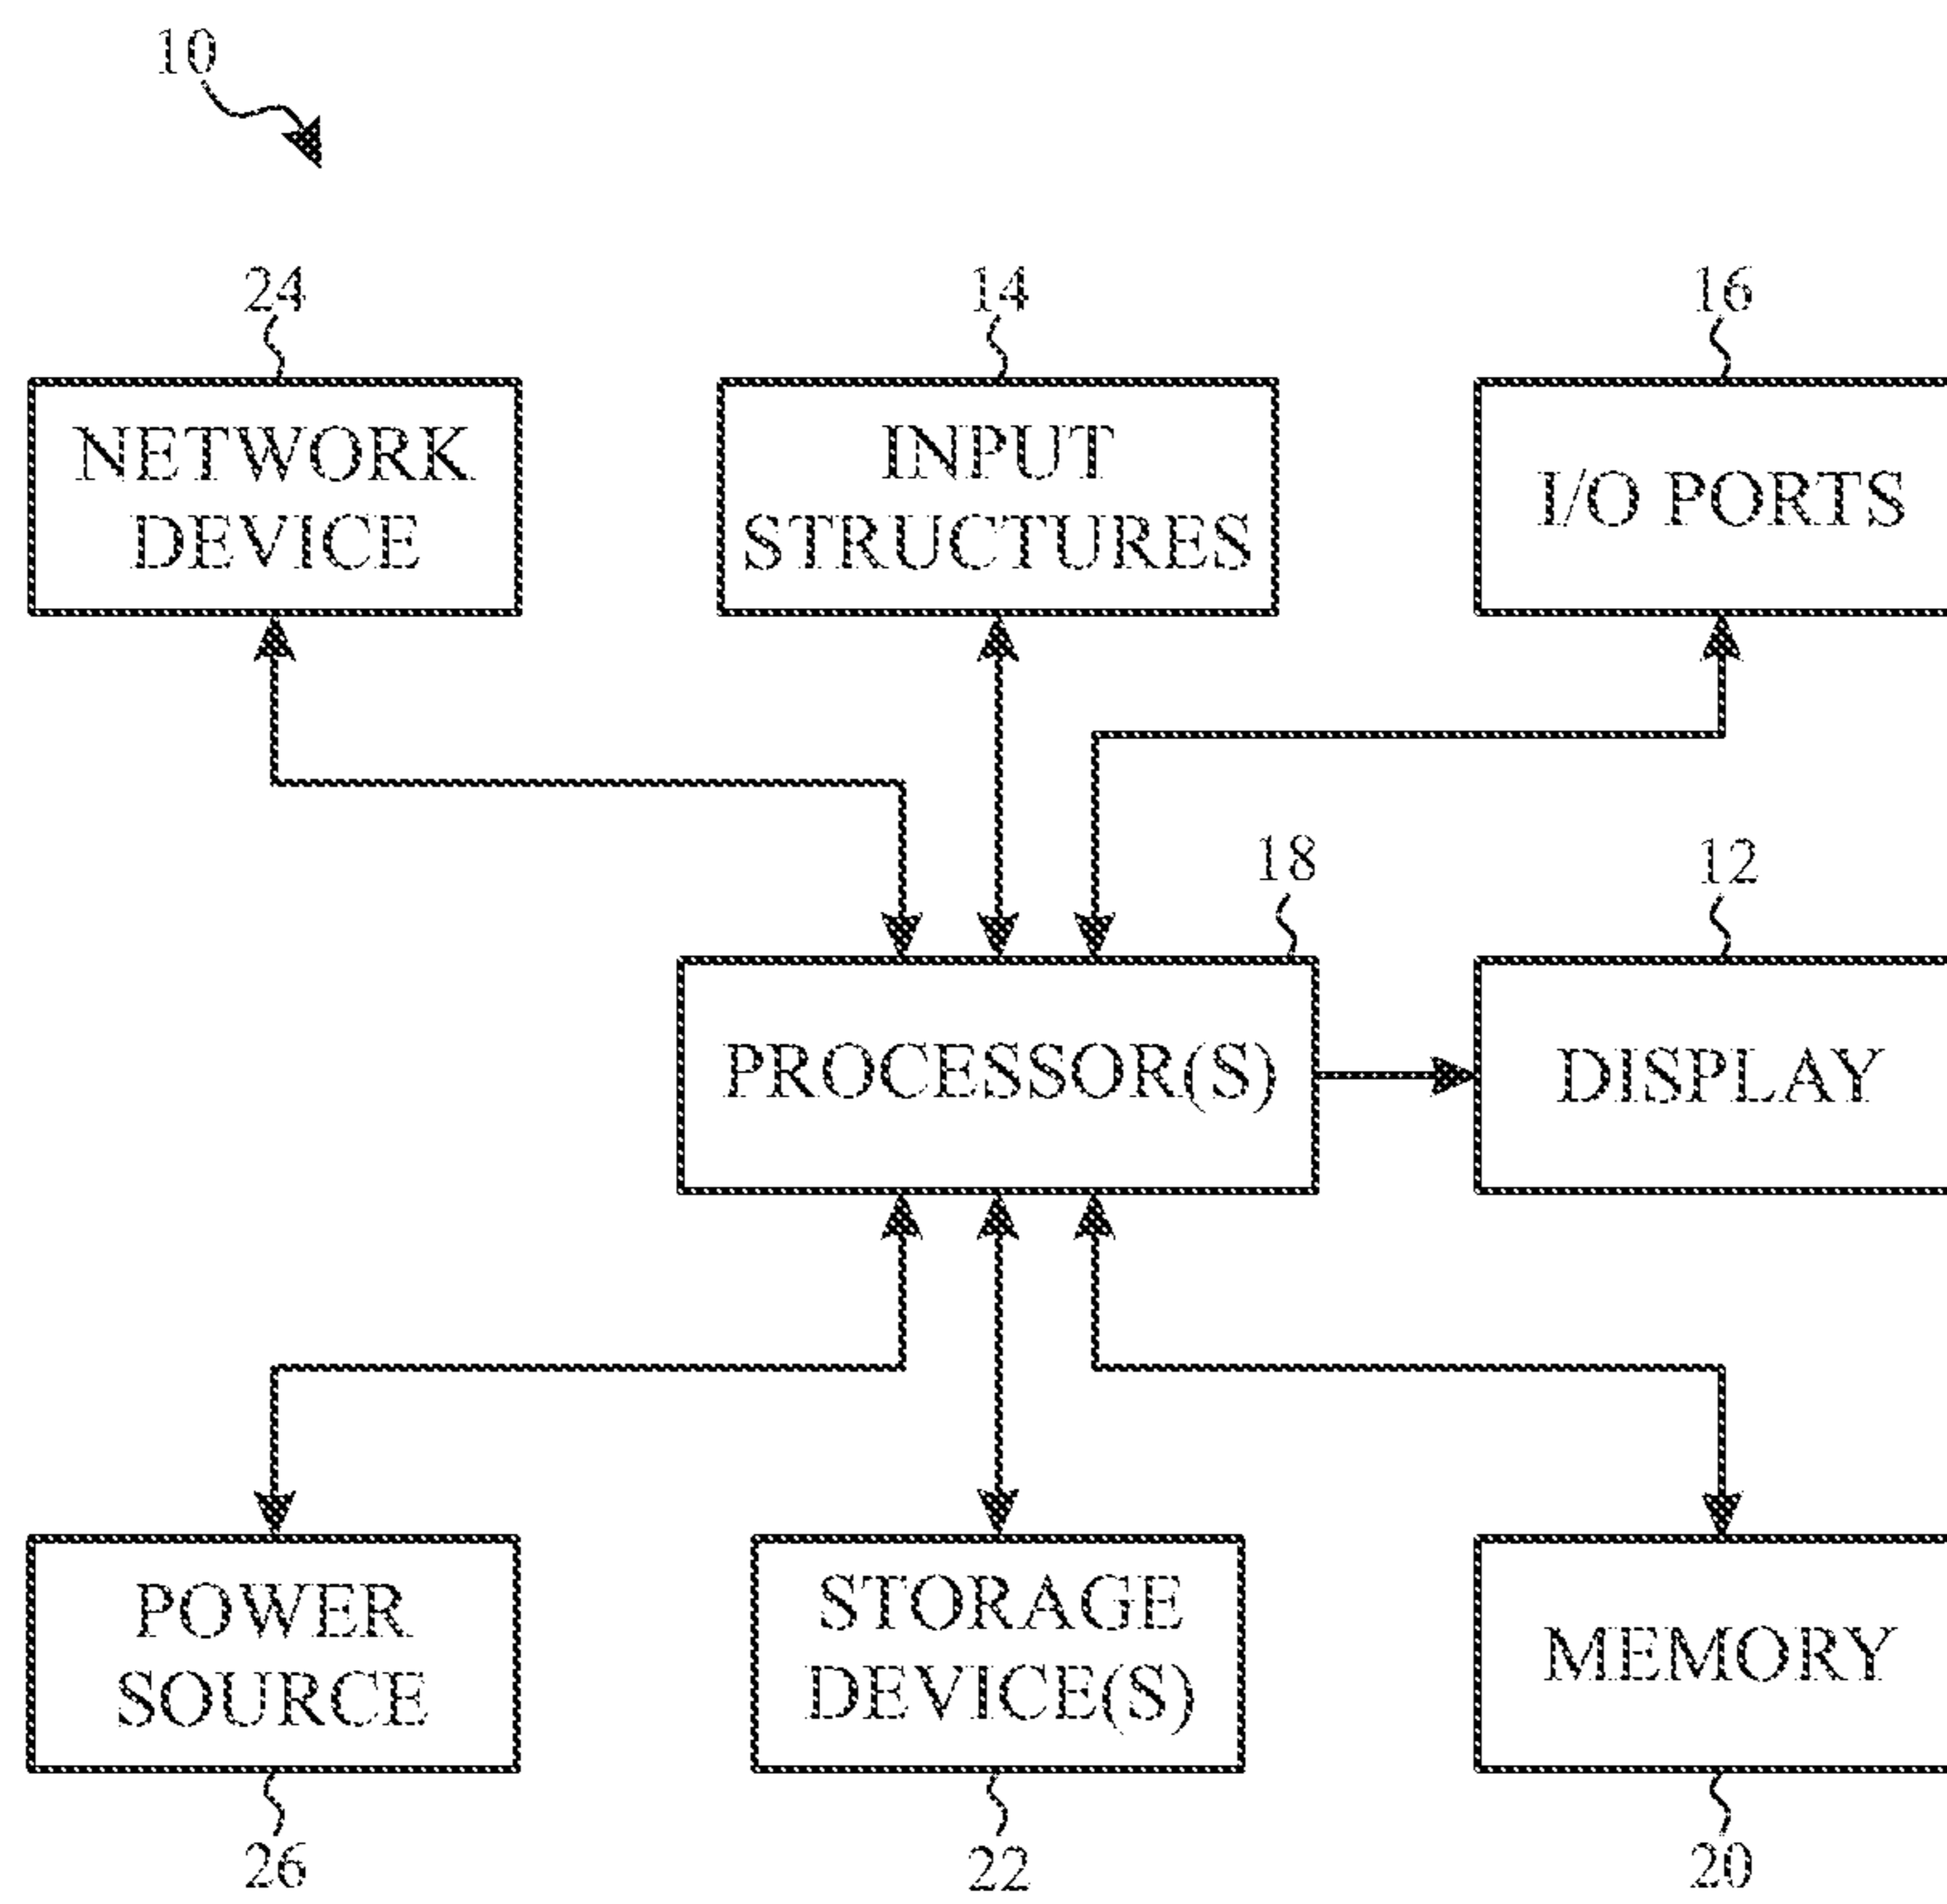 10
24
14
16
NETWORK
DEVICE
INPUT
STRUCTURES
I/O PORTS
18
12
PROCESSOR(S)
DISPLAY
POWER
SOURCE
STORAGE
DEVICE(S)
MEMORY
26
22
20